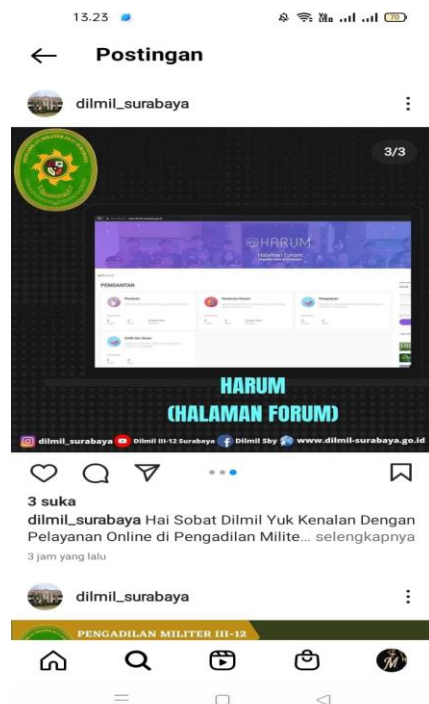 13.23
70
Postingan
dilmil_surabaya
3/3
HARUM
Halaman Forum
PENGANTAR
HARUM
(HALAMAN FORUM)
dilmil_surabaya Dilmil III-12 Surabaya Dilmil Sby www.dilmil-surabaya.go.id
3 suka
dilmil_surabaya Hai Sobat Dilmil Yuk Kenalan Dengan
Pelayanan Online di Pengadilan Milite... selengkapnya
3 jam yang lalu
dilmil_surabaya
PENGADILAN MILITER III-12